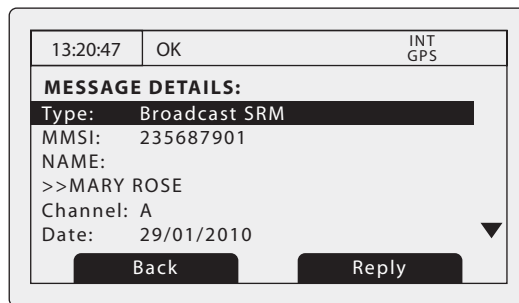 13:20:47 OK INT
GPS
MESSAGE DETAILS:
Type: Broadcast SRM
MMSI: 235687901
NAME:
>>MARY ROSE
Channel: A
Date: 29/01/2010
Back Reply